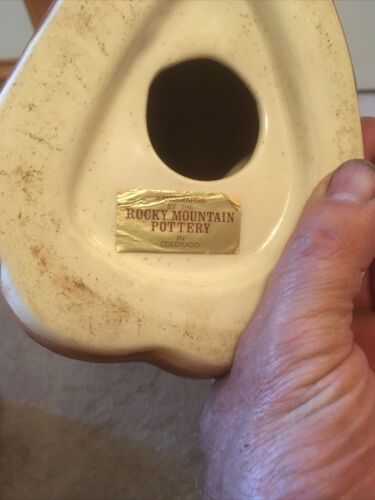 HANDCRAFTED
BY THE
ROCKY MOUNTAIN
POTTERY
IN
COLORADO